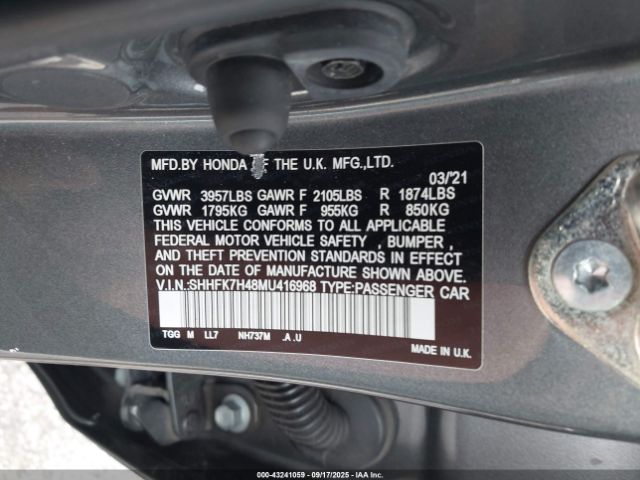 MFD.BY HONDA OF THE U.K. MFG.,LTD.
03/'21
GVWR 3957LBS GAWR F 2105LBS R 1874LBS
GVWR 1795KG GAWR F 955KG R 850KG
THIS VEHICLE CONFORMS TO ALL APPLICABLE
FEDERAL MOTOR VEHICLE SAFETY , BUMPER ,
AND THEFT PREVENTION STANDARDS IN EFFECT
ON THE DATE OF MANUFACTURE SHOWN ABOVE.
V.I.N.:SHHFK7H48MU416968 TYPE:PASSENGER CAR
TGG M LL7 NH737M .A .U
MADE IN U.K.
000-43241059 - 09/17/2025 - IAAI.COM